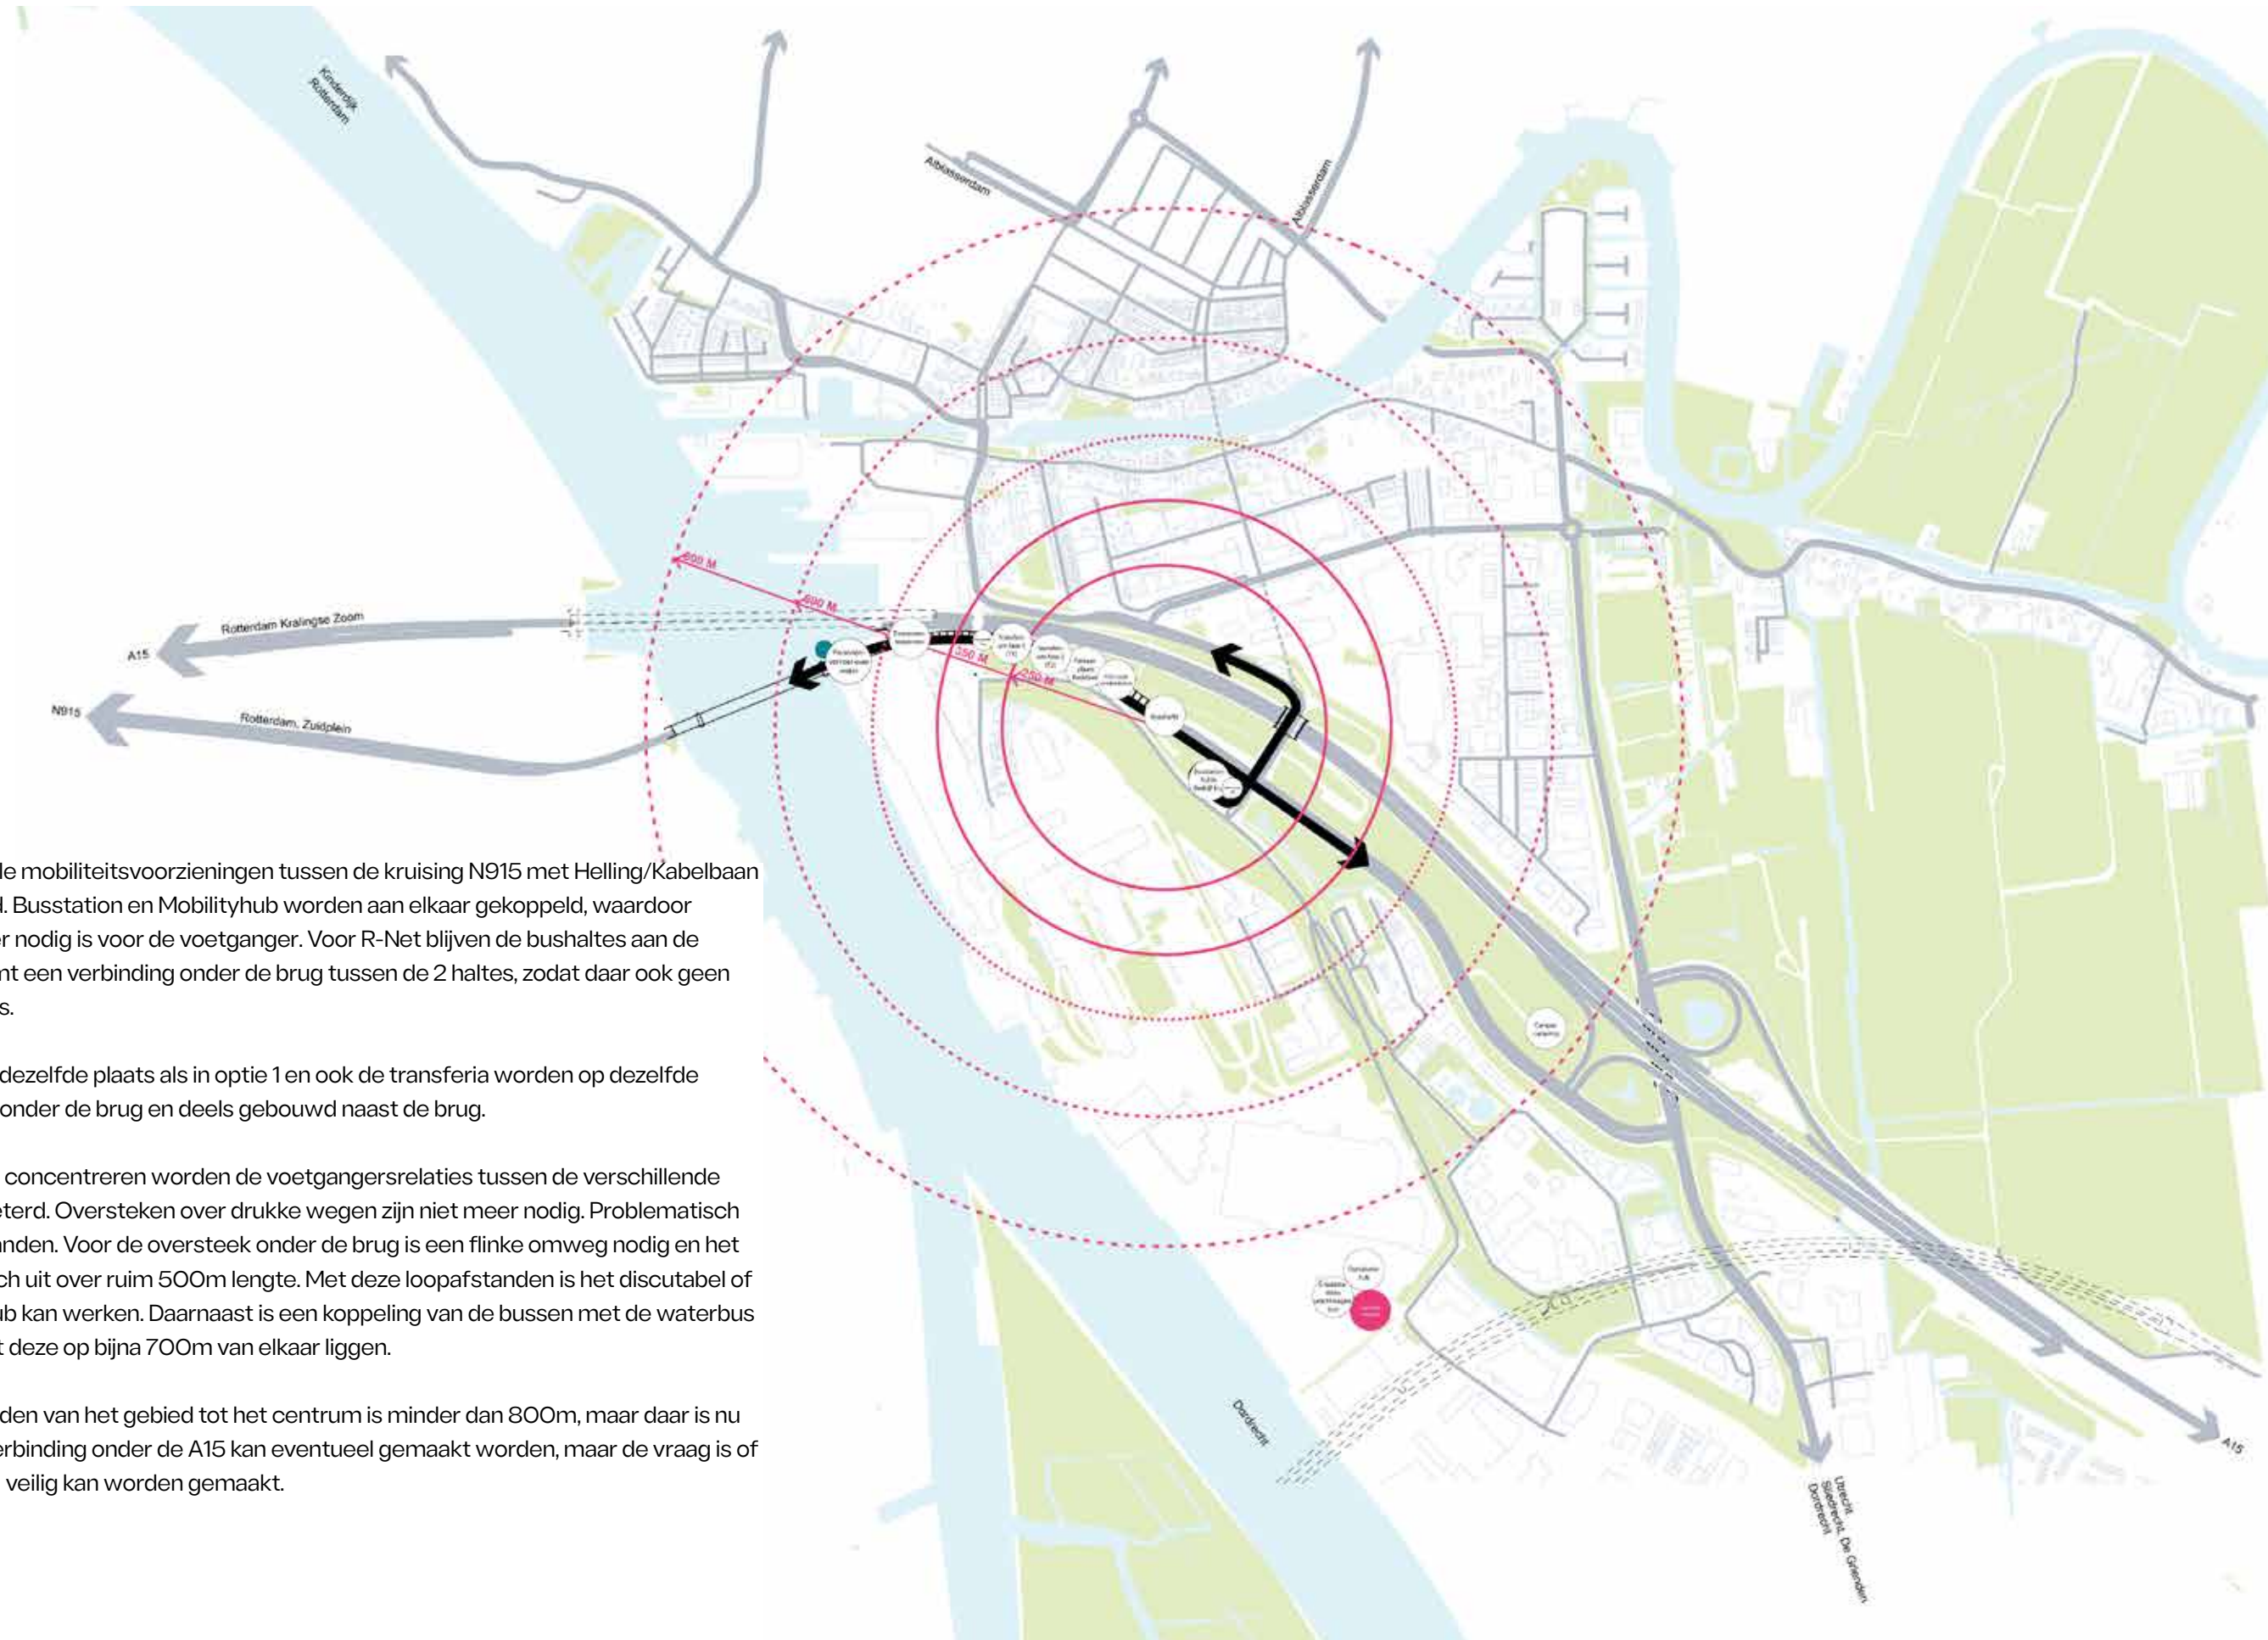 Kinderdijk
Rotterdam
Alblasserdam
Alblasserdam
800 M
600 M
350 M
250 M
Rotterdam Kralingse Zoom
A15
N915
Rotterdam, Zuidplein
Bushalte
le mobiliteitsvoorzieningen tussen de kruising N915 met Helling/Kabelbaan
d. Busstation en Mobilityhub worden aan elkaar gekoppeld, waardoor
er nodig is voor de voetganger. Voor R-Net blijven de bushaltes aan de
mt een verbinding onder de brug tussen de 2 haltes, zodat daar ook geen
s.
dezelfde plaats als in optie 1 en ook de transferia worden op dezelfde
onder de brug en deels gebouwd naast de brug.
concentreren worden de voetgangersrelaties tussen de verschillende
eterd. Oversteken over drukke wegen zijn niet meer nodig. Problematisch
anden. Voor de oversteek onder de brug is een flinke omweg nodig en het
ch uit over ruim 500m lengte. Met deze loopafstanden is het discutabel of
ub kan werken. Daarnaast is een koppeling van de bussen met de waterbus
t deze op bijna 700m van elkaar liggen.
den van het gebied tot het centrum is minder dan 800m, maar daar is nu
erbinding onder de A15 kan eventueel gemaakt worden, maar de vraag is of
veilig kan worden gemaakt.
Dordrecht
A15
Utrecht
Sliedrecht, De Grienden
Dordrecht